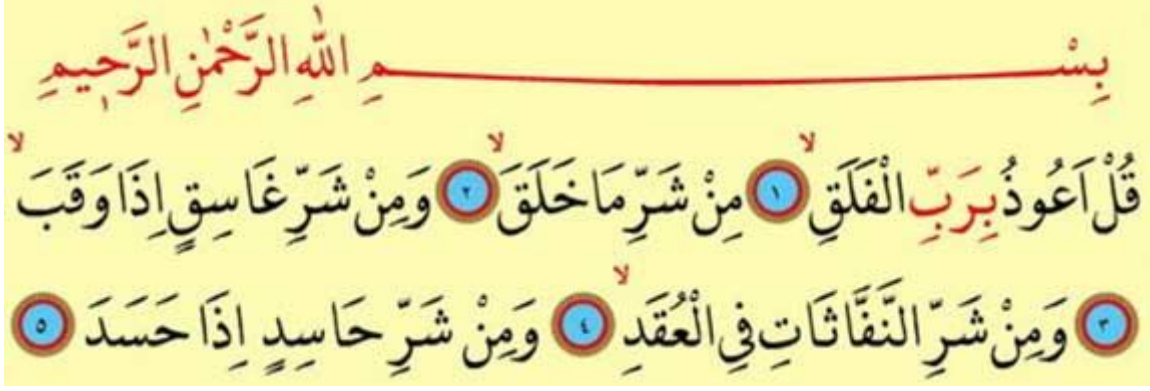 بِسْمِ اللّٰهِ الرَّحْمٰنِ الرَّحٖيمِ
قُلْ اَعُوذُ بِرَبِّ الْفَلَقِۙ ﴿١﴾ مِنْ شَرِّ مَا خَلَقَۙ ﴿٢﴾ وَمِنْ شَرِّ غَاسِقٍ اِذَا وَقَبَۙ
﴿٣﴾ وَمِنْ شَرِّ النَّفَّاثَاتِ فِي الْعُقَدِۙ ﴿٤﴾ وَمِنْ شَرِّ حَاسِدٍ اِذَا حَسَدَ ﴿٥﴾